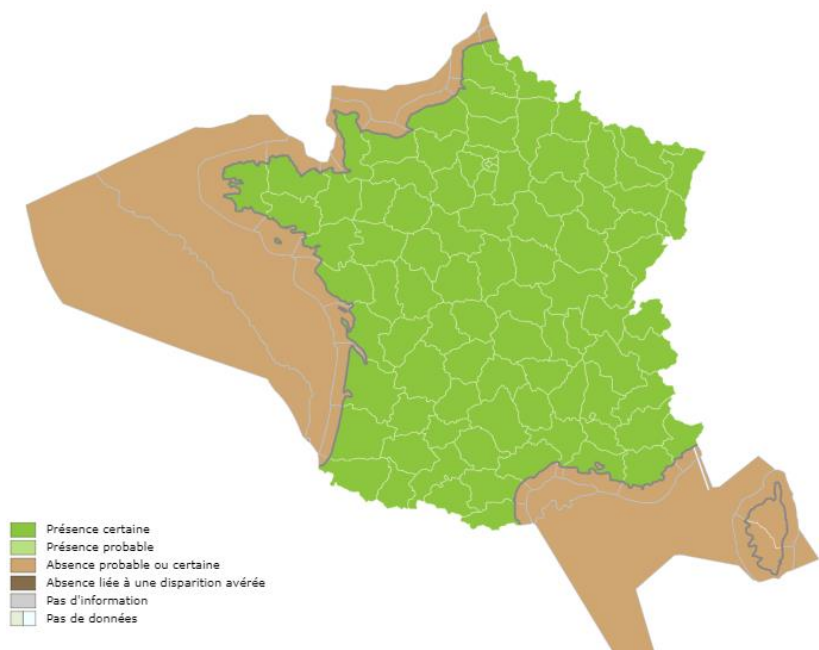 Présence certaine
Présence probable
Absence probable ou certaine
Absence liée à une disparition avérée
Pas d'information
Pas de données